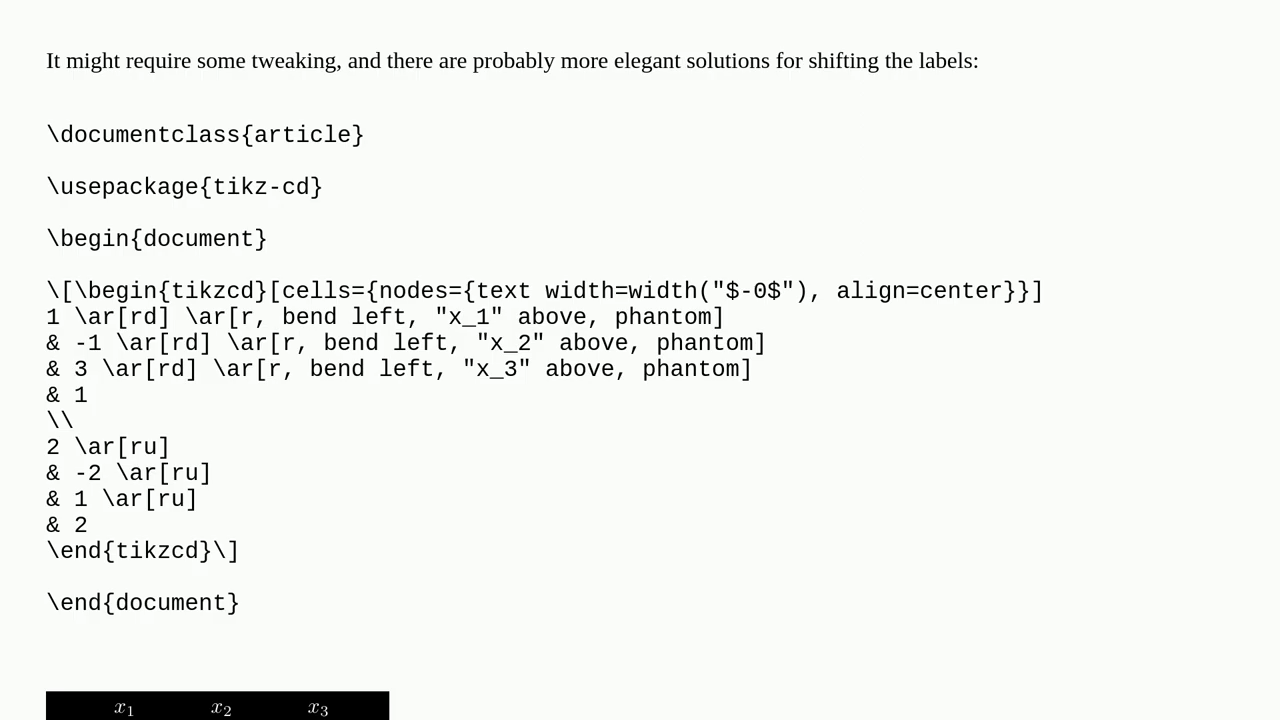 It might require some tweaking, and there are probably more elegant solutions for shifting the labels:
\documentclass{article}
\usepackage{tikz-cd}
\begin{document}
\[\begin{tikzcd}[cells={nodes={text width=width("$-0$"), align=center}}]
1 \ar[rd] \ar[r, bend left, "x_1" above, phantom]
& -1 \ar[rd] \ar[r, bend left, "x_2" above, phantom]
& 3 \ar[rd] \ar[r, bend left, "x_3" above, phantom]
& 1
\\
2 \ar[ru]
& -2 \ar[ru]
& 1 \ar[ru]
& 2
\end{tikzcd}\]
\end{document}
x₁ x₂ x₃